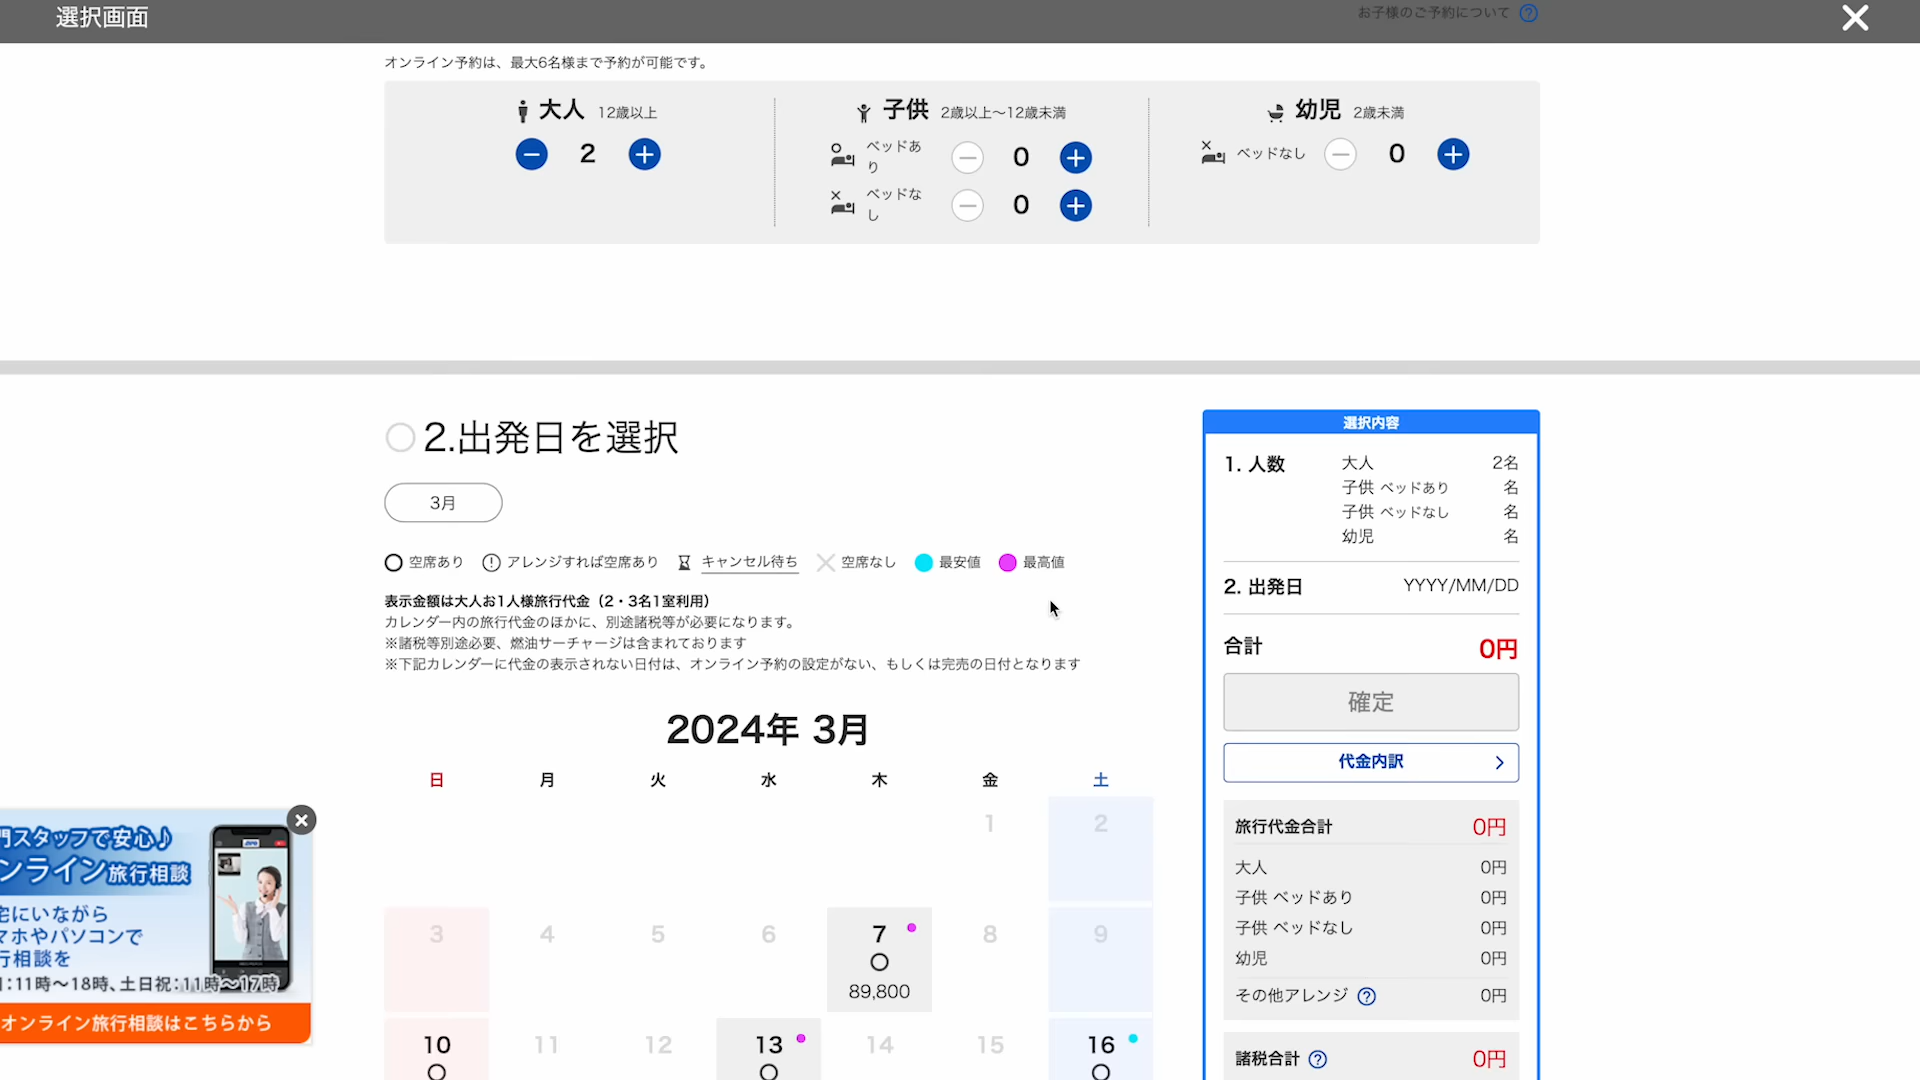 選択画面
お子様のご予約について ?
オンライン予約は、最大6名様まで予約が可能です。
大人 12歳以上
2
子供 2歳以上〜12歳未満
ベッドあり
0
ベッドなし
0
幼児 2歳未満
ベッドなし
0
2.出発日を選択
3月
空席あり
アレンジすれば空席あり
キャンセル待ち
空席なし
最安値
最高値
表示金額は大人お1人様旅行代金（2・3名1室利用）
カレンダー内の旅行代金のほかに、別途諸税等が必要になります。
※諸税等別途必要、燃油サーチャージは含まれております
※下記カレンダーに代金の表示されない日付は、オンライン予約の設定がない、もしくは完売の日付となります
2024年 3月
日 月 火 水 木 金 土
1 2
3 4 5 6 7 8 9
89,800
10 11 12 13 14 15 16
選択内容
1. 人数
大人 2名
子供 ベッドあり 名
子供 ベッドなし 名
幼児 名
2. 出発日 YYYY/MM/DD
合計 0円
確定
代金内訳
旅行代金合計 0円
大人 0円
子供 ベッドあり 0円
子供 ベッドなし 0円
幼児 0円
その他アレンジ ? 0円
諸税合計 ? 0円
門スタッフで安心♪
ンライン旅行相談
宅にいながら
マホやパソコンで
行相談を
:11時〜18時、土日祝:11時〜17時
オンライン旅行相談はこちらから